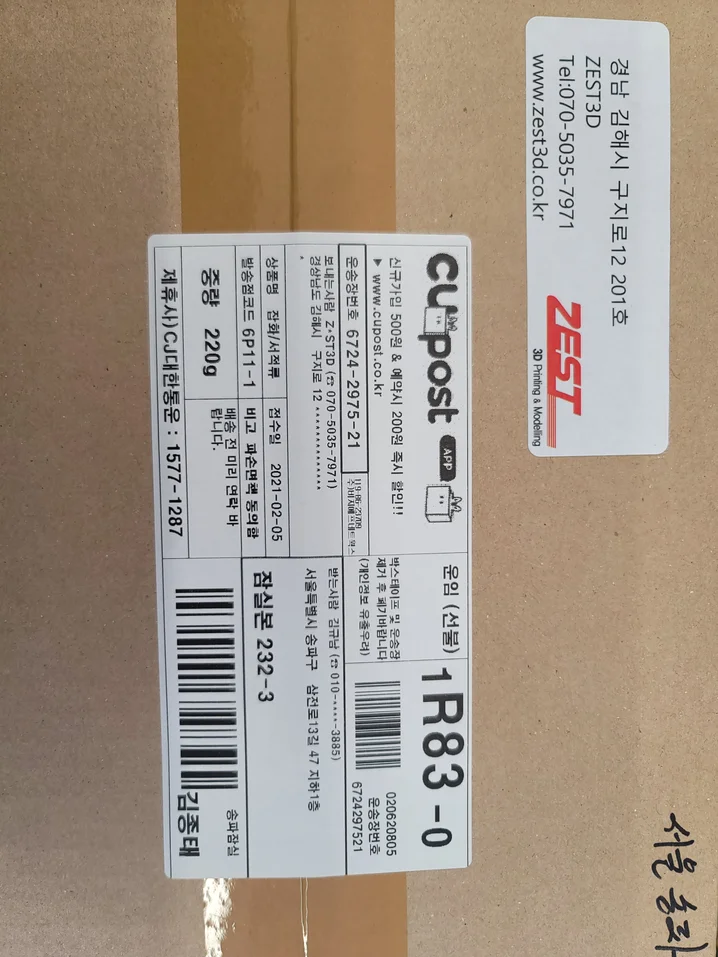 경남 김해시 구지로12 201호
ZEST3D
Tel:070-5035-7971
www.zest3d.co.kr
ZEST
3D Printing & Modelling
cupost APP
신규가입 500원 & 예약시 200원 즉시 할인!!
▶ www.cupost.co.kr
운송장번호 6724-2975-21
보내는사람 Z*ST3D (☎ 070-5035-7971)
경상남도 김해시 구지로 12 ***************
*
상품명 잡화/서적류
접수일 2021-02-05
발송점코드 6P11-1
비고 파손면책 동의함
중량 220g
배송 전 미리 연락 바
랍니다.
제휴사)CJ대한통운 : 1577-1287
운임 (선불)
1R83 -0
박스테이프 및 운송장
제거 후 폐기바랍니다
(개인정보 유출우려)
020620805
운송장번호
6724297521
받는사람 김규남 (☎ 010-****-3885)
서울특별시 송파구 삼전로13길 47 지하1층
잠실본 232-3
송파잠실
김종태
서울 송파